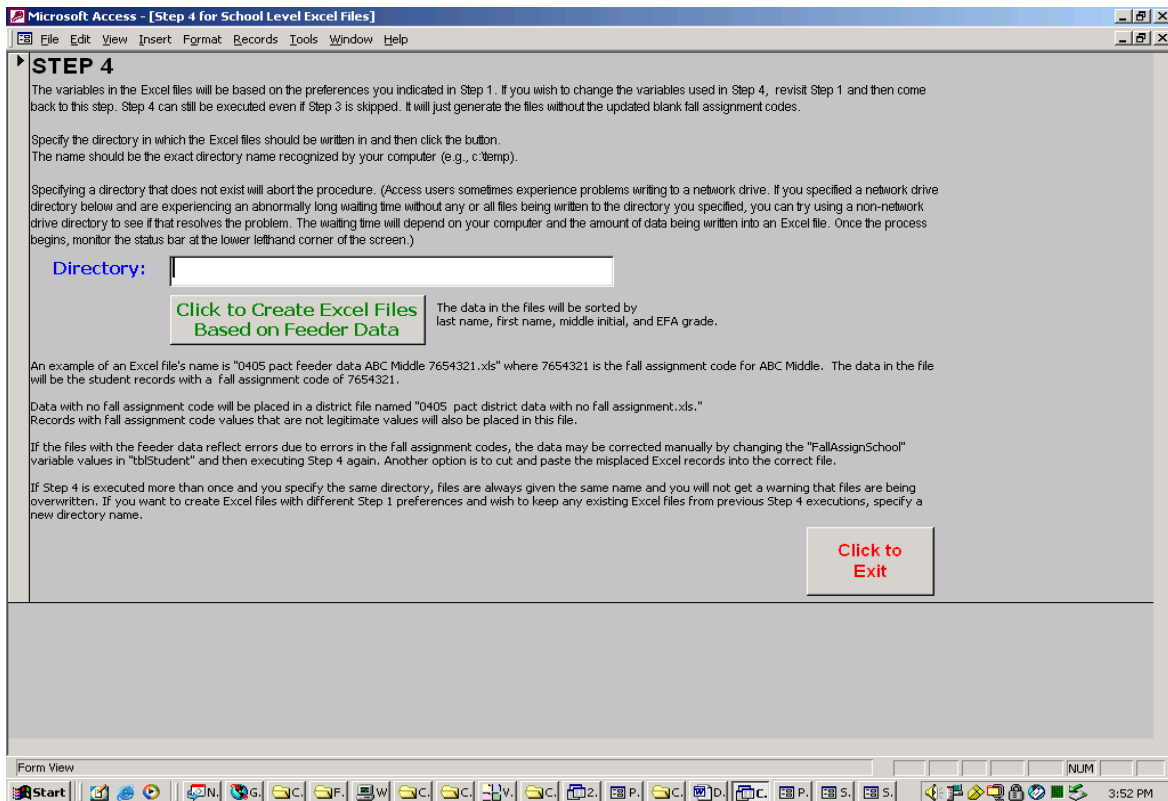 Microsoft Access - [Step 4 for School Level Excel Files]
File Edit View Insert Format Records Tools Window Help
STEP 4
The variables in the Excel files will be based on the preferences you indicated in Step 1. If you wish to change the variables used in Step 4, revisit Step 1 and then come
back to this step. Step 4 can still be executed even if Step 3 is skipped. It will just generate the files without the updated blank fall assignment codes.
Specify the directory in which the Excel files should be written in and then click the button.
The name should be the exact directory name recognized by your computer (e.g., c:\temp).
Specifying a directory that does not exist will abort the procedure. (Access users sometimes experience problems writing to a network drive. If you specified a network drive
directory below and are experiencing an abnormally long waiting time without any or all files being written to the directory you specified, you can try using a non-network
drive directory to see if that resolves the problem. The waiting time will depend on your computer and the amount of data being written into an Excel file. Once the process
begins, monitor the status bar at the lower lefthand corner of the screen.)
Directory:
Click to Create Excel Files
Based on Feeder Data
The data in the files will be sorted by
last name, first name, middle initial, and EFA grade.
An example of an Excel file's name is "0405 pact feeder data ABC Middle 7654321.xls" where 7654321 is the fall assignment code for ABC Middle. The data in the file
will be the student records with a fall assignment code of 7654321.
Data with no fall assignment code will be placed in a district file named "0405 pact district data with no fall assignment.xls."
Records with fall assignment code values that are not legitimate values will also be placed in this file.
If the files with the feeder data reflect errors due to errors in the fall assignment codes, the data may be corrected manually by changing the "FallAssignSchool"
variable values in "tblStudent" and then executing Step 4 again. Another option is to cut and paste the misplaced Excel records into the correct file.
If Step 4 is executed more than once and you specify the same directory, files are always given the same name and you will not get a warning that files are being
overwritten. If you want to create Excel files with different Step 1 preferences and wish to keep any existing Excel files from previous Step 4 executions, specify a
new directory name.
Click to
Exit
Form View
NUM
Start N. G. C. F. W C. C. V. C. 2. P. C. D. C. P. S. S. 3:52 PM